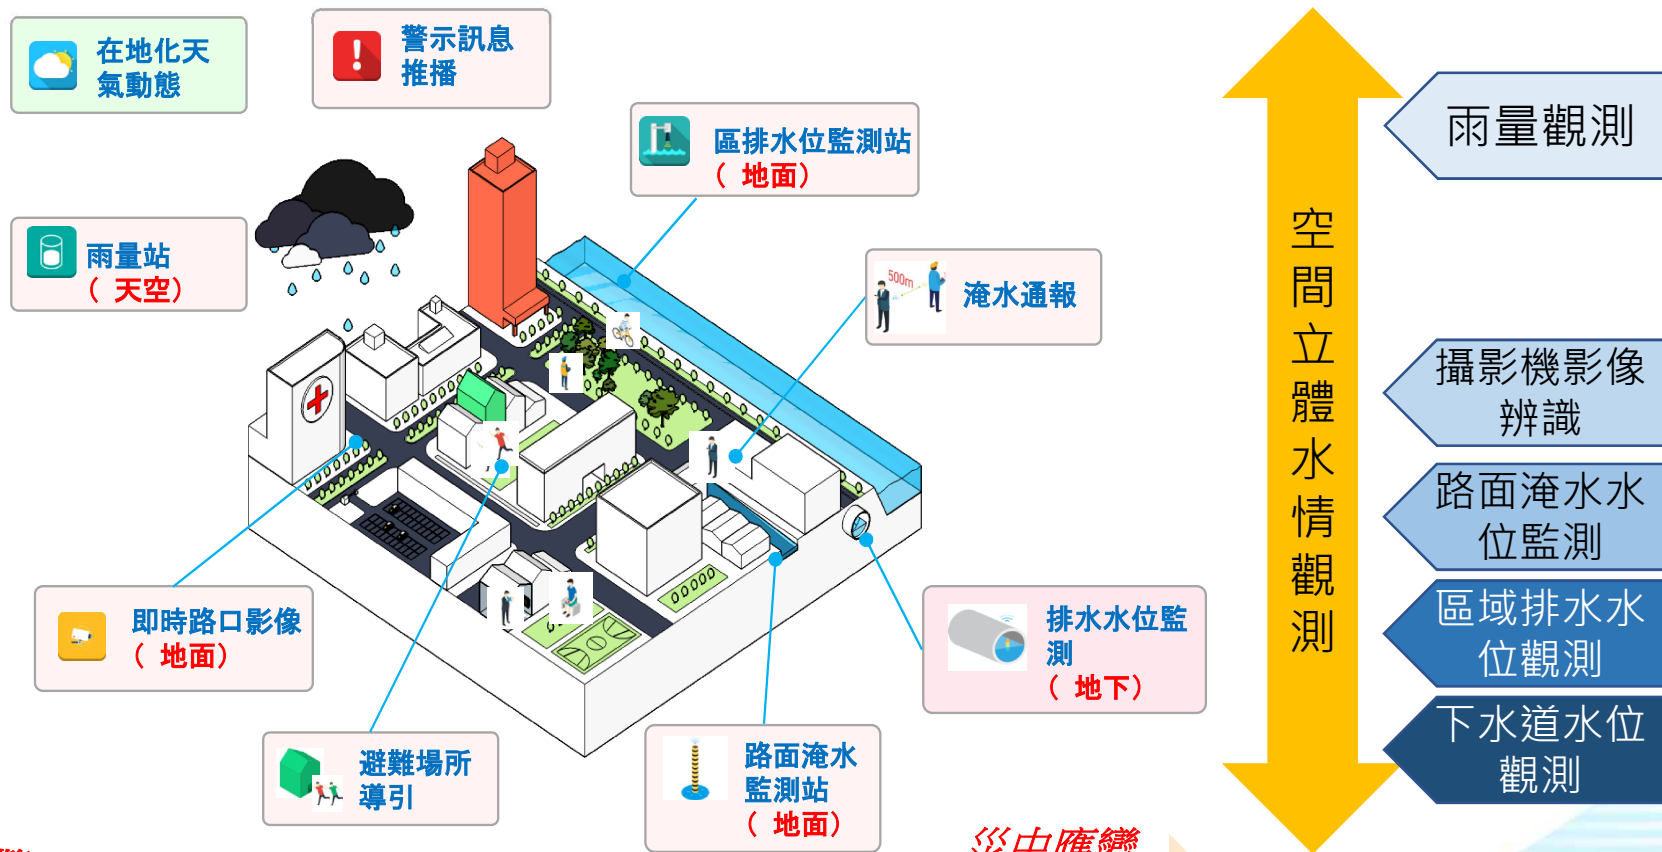 在地化天
氣動態
警示訊息
推播
區排水位監測站
（ 地面）
雨量站
（ 天空）
500m
淹水通報
即時路口影像
（ 地面）
避難場所
導引
路面淹水
監測站
（ 地面）
排水水位監
測
（ 地下）
空間立體水情觀測
雨量觀測
攝影機影像
辨識
路面淹水水
位監測
區域排水水
位觀測
下水道水位
觀測
災中應變